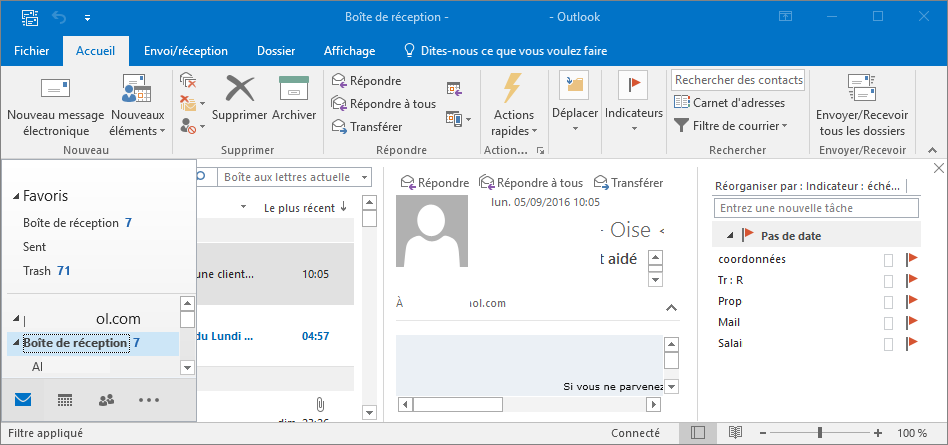 Boîte de réception - - Outlook
Fichier Accueil Envoi/réception Dossier Affichage Dites-nous ce que vous voulez faire
Nouveau message électronique
Nouveaux éléments
Nouveau
Supprimer Archiver
Supprimer
Répondre
Répondre à tous
Transférer
Répondre
Actions rapides
Action...
Déplacer
Indicateurs
Rechercher des contacts
Carnet d'adresses
Filtre de courrier
Rechercher
Envoyer/Recevoir tous les dossiers
Envoyer/Recevoir
Favoris
Boîte de réception 7
Sent
Trash 71
ol.com
Boîte de réception 7
Al
Boîte aux lettres actuelle
Le plus récent
une client... 10:05
du Lundi ... 04:57
dim. 23:26
Répondre Répondre à tous Transférer
lun. 05/09/2016 10:05
- Oise <
t aidé
À ol.com
Si vous ne parvenez
Réorganiser par : Indicateur : éché...
Entrez une nouvelle tâche
Pas de date
coordonnées
Tr : R
Prop
Mail
Salai
Filtre appliqué
Connecté
100 %